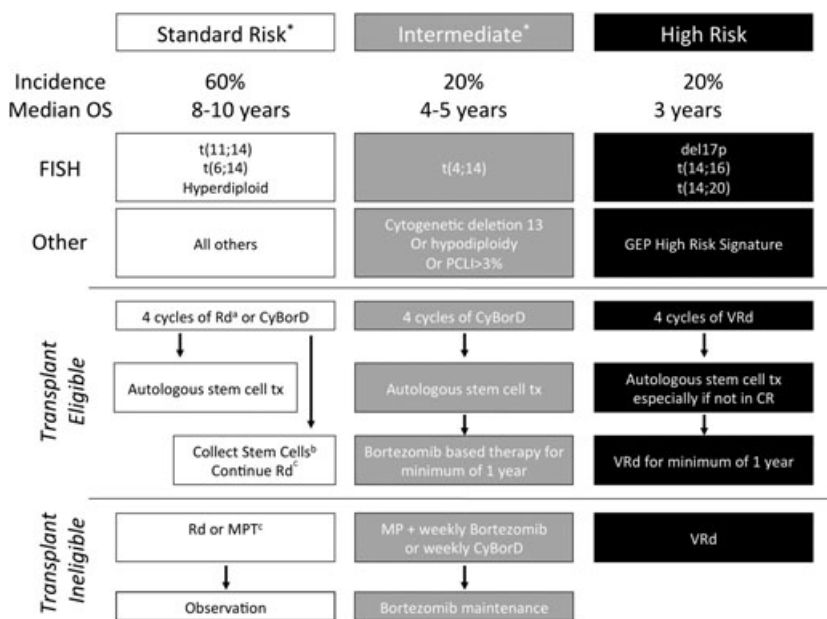 Standard Risk* Intermediate* High Risk
Incidence 60% 20% 20%
Median OS 8-10 years 4-5 years 3 years
FISH
t(11;14)
t(6;14)
Hyperdiploid
t(4;14)
del17p
t(14;16)
t(14;20)
Other
All others
Cytogenetic deletion 13
Or hypodiploidy
Or PCLI>3%
GEP High Risk Signature
Transplant
Eligible
4 cycles of Rdᵃ or CyBorD
4 cycles of CyBorD
4 cycles of VRd
Autologous stem cell tx
Autologous stem cell tx
Autologous stem cell tx
especially if not in CR
Collect Stem Cellsᵇ
Continue Rdᶜ
Bortezomib based therapy for
minimum of 1 year
VRd for minimum of 1 year
Transplant
Ineligible
Rd or MPTᶜ
MP + weekly Bortezomib
or weekly CyBorD
VRd
Observation
Bortezomib maintenance